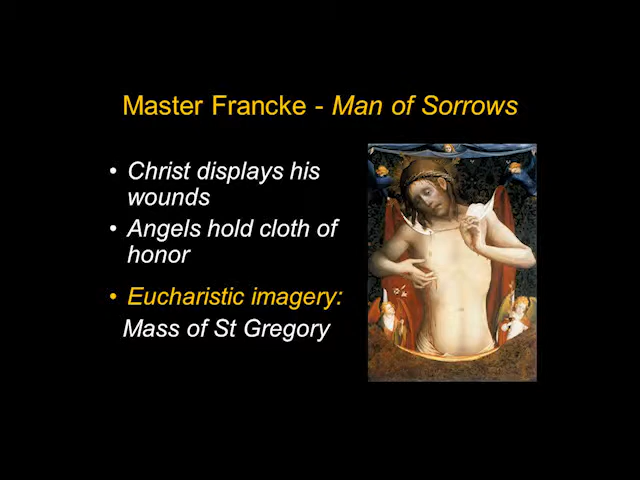 Master Francke - Man of Sorrows
• Christ displays his
wounds
• Angels hold cloth of
honor
• Eucharistic imagery:
Mass of St Gregory